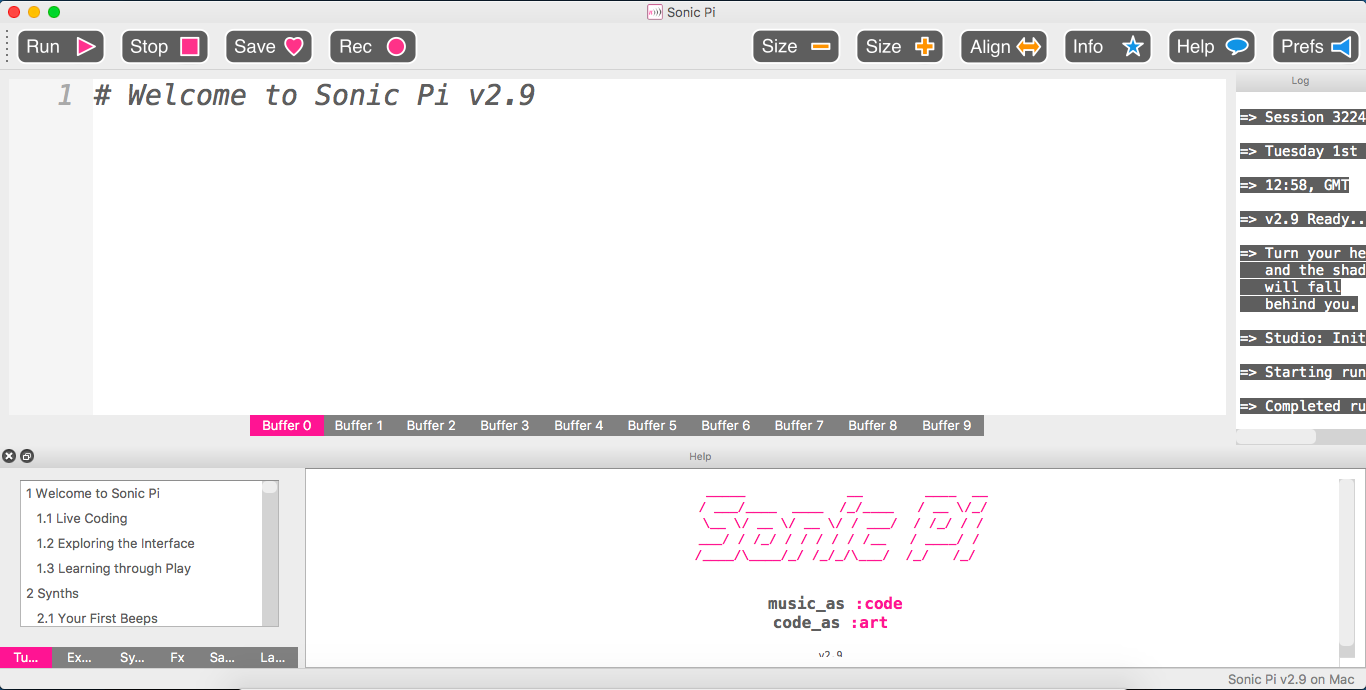 Sonic Pi
Run Stop Save Rec Size Size Align Info Help Prefs
Log
1 # Welcome to Sonic Pi v2.9
=> Session 3224
=> Tuesday 1st
=> 12:58, GMT
=> v2.9 Ready..
=> Turn your he
and the shad
will fall
behind you.
=> Studio: Init
=> Starting run
=> Completed ru
Buffer 0 Buffer 1 Buffer 2 Buffer 3 Buffer 4 Buffer 5 Buffer 6 Buffer 7 Buffer 8 Buffer 9
Help
1 Welcome to Sonic Pi
1.1 Live Coding
1.2 Exploring the Interface
1.3 Learning through Play
2 Synths
2.1 Your First Beeps
Tu... Ex... Sy... Fx Sa... La...
Sonic Pi
music_as :code
code_as :art
v2.9
Sonic Pi v2.9 on Mac